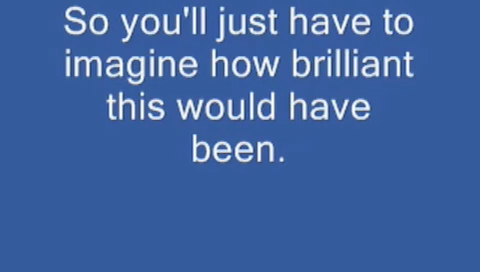 So you'll just have to
imagine how brilliant
this would have
been.